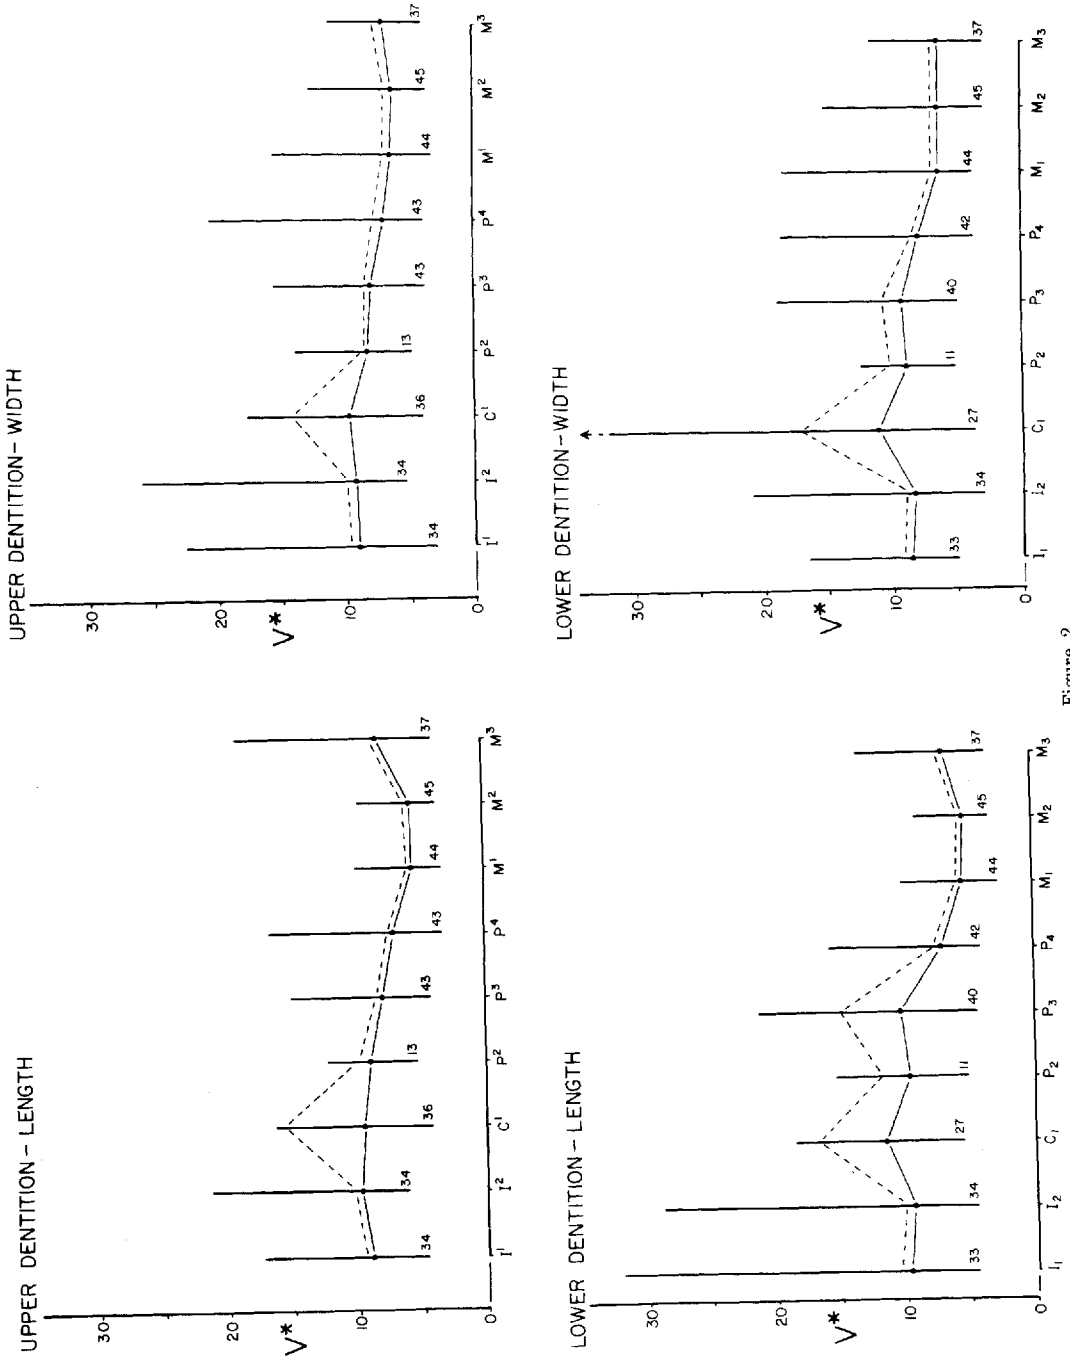 UPPER DENTITION-LENGTH
V*
30
20
10
0
34
34
36
13
43
43
44
45
37
I¹
I²
C¹
P²
P³
P⁴
M¹
M²
M³
UPPER DENTITION-WIDTH
V*
30
20
10
0
34
34
36
13
43
43
44
45
37
I¹
I²
C¹
P²
P³
P⁴
M¹
M²
M³
LOWER DENTITION-LENGTH
V*
30
20
10
0
33
34
27
11
40
42
44
45
37
I₁
I₂
C₁
P₂
P₃
P₄
M₁
M₂
M₃
LOWER DENTITION-WIDTH
V*
30
20
10
0
33
34
27
11
40
42
44
45
37
I₁
I₂
C₁
P₂
P₃
P₄
M₁
M₂
M₃
Figure 2